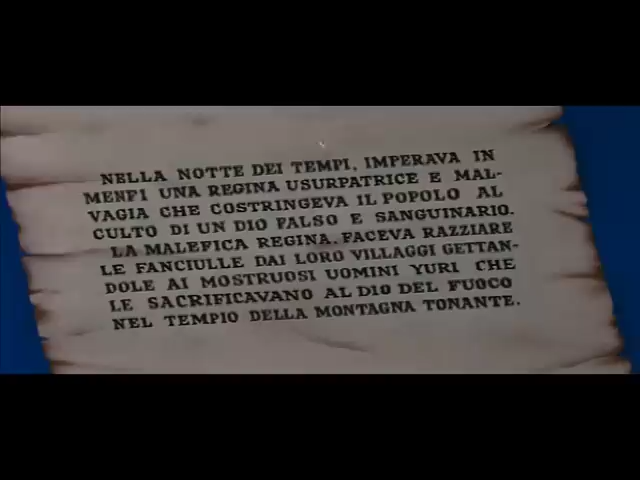 NELLA NOTTE DEI TEMPI, IMPERAVA IN
MENFI UNA REGINA USURPATRICE E MAL-
VAGIA CHE COSTRINGEVA IL POPOLO AL
CULTO DI UN DIO FALSO E SANGUINARIO.
LA MALEFICA REGINA, FACEVA RAZZIARE
LE FANCIULLE DAI LORO VILLAGGI GETTAN-
DOLE AI MOSTRUOSI UOMINI YURI CHE
LE SACRIFICAVANO AL DIO DEL FUOCO
NEL TEMPIO DELLA MONTAGNA TONANTE.